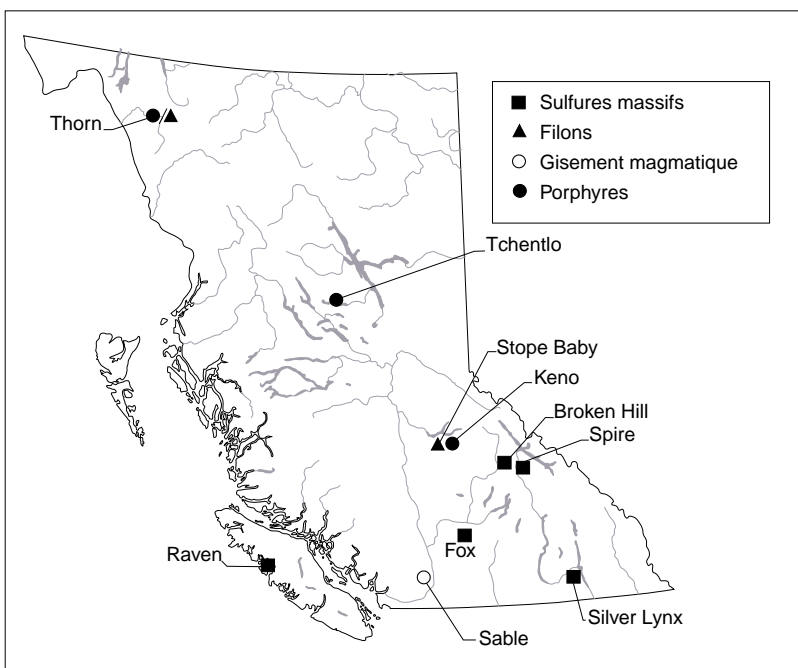 Sulfures massifs
Filons
Gisement magmatique
Porphyres
Thorn
Tchentlo
Stope Baby
Keno
Broken Hill
Spire
Fox
Raven
Silver Lynx
Sable